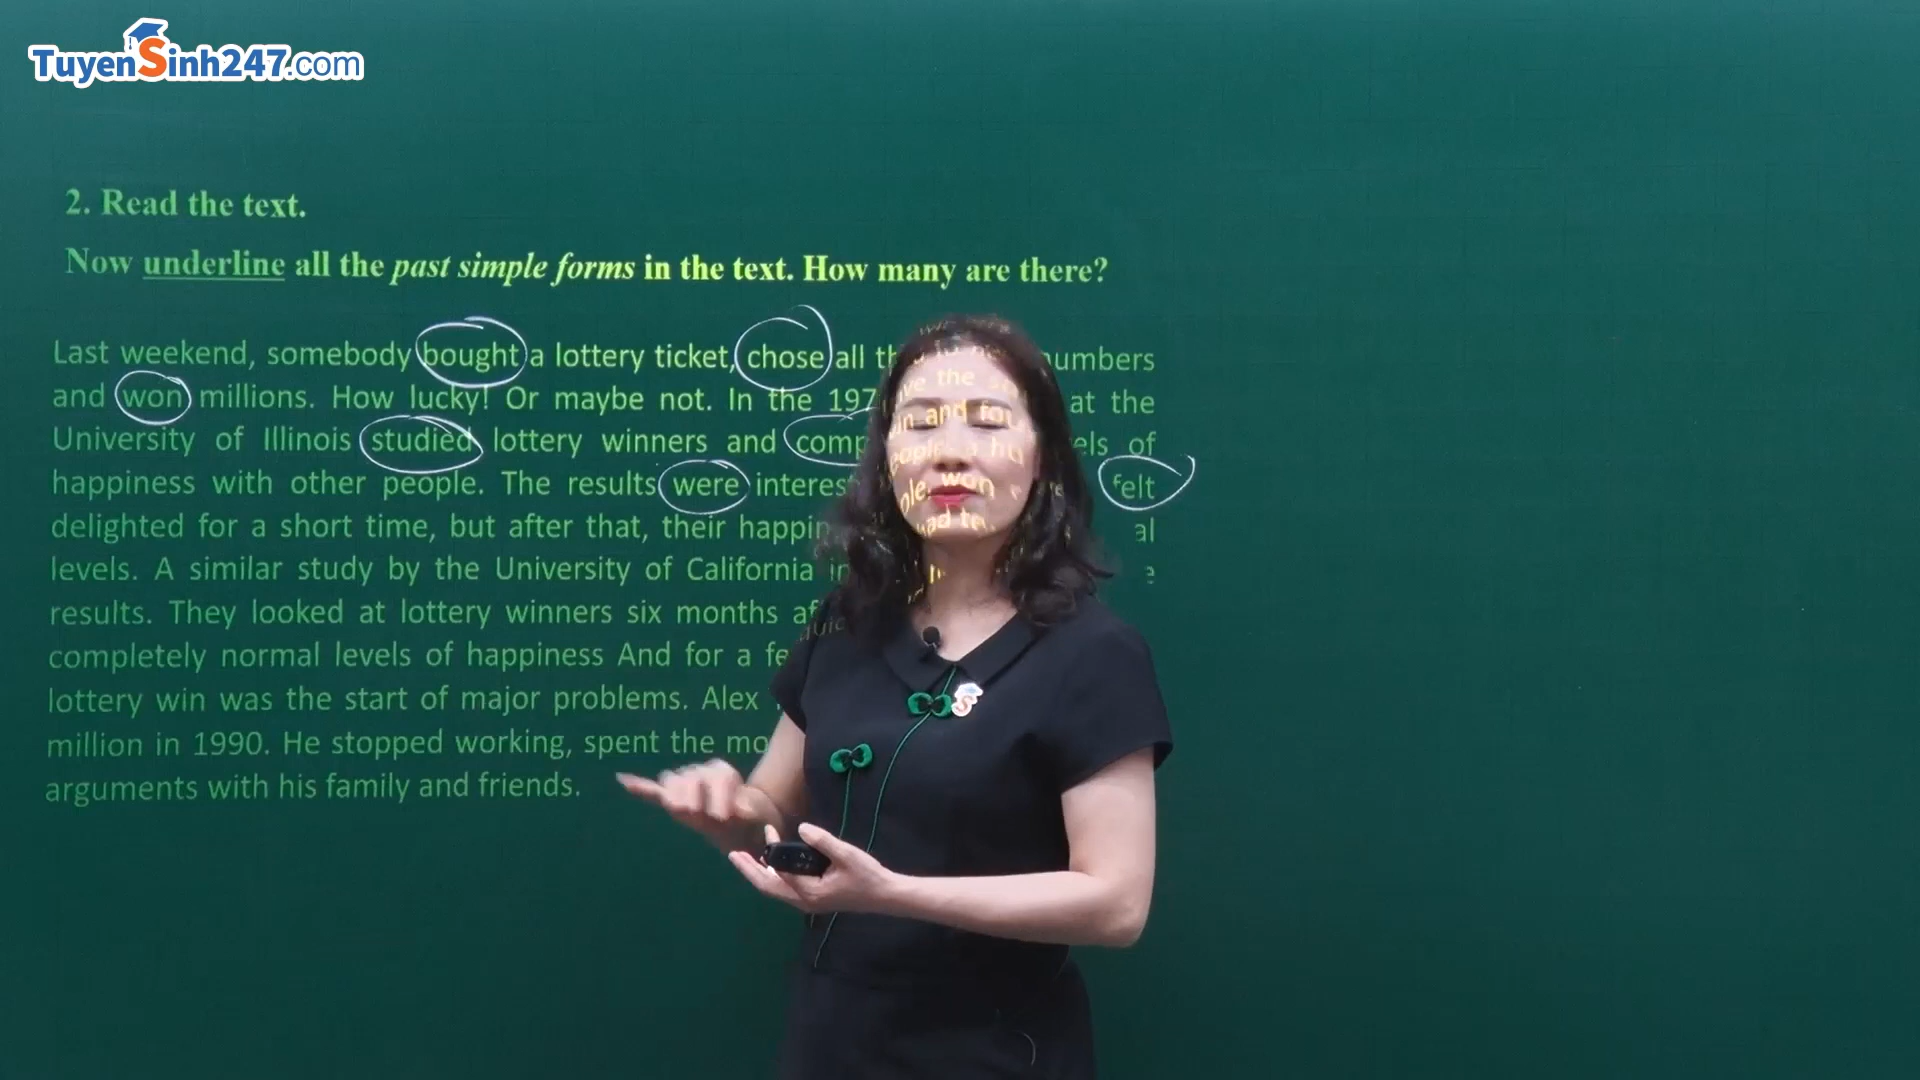 TuyenSinh247.com
2. Read the text.
Now underline all the past simple forms in the text. How many are there?
Last weekend, somebody bought a lottery ticket, chose all numbers
and won millions. How lucky! Or maybe not. In the 197 at the
University of Illinois studied lottery winners and comp els of
happiness with other people. The results were interes felt
delighted for a short time, but after that, their happin al
levels. A similar study by the University of California in
results. They looked at lottery winners six months af
completely normal levels of happiness And for a fe
lottery win was the start of major problems. Alex
million in 1990. He stopped working, spent the mo
arguments with his family and friends.